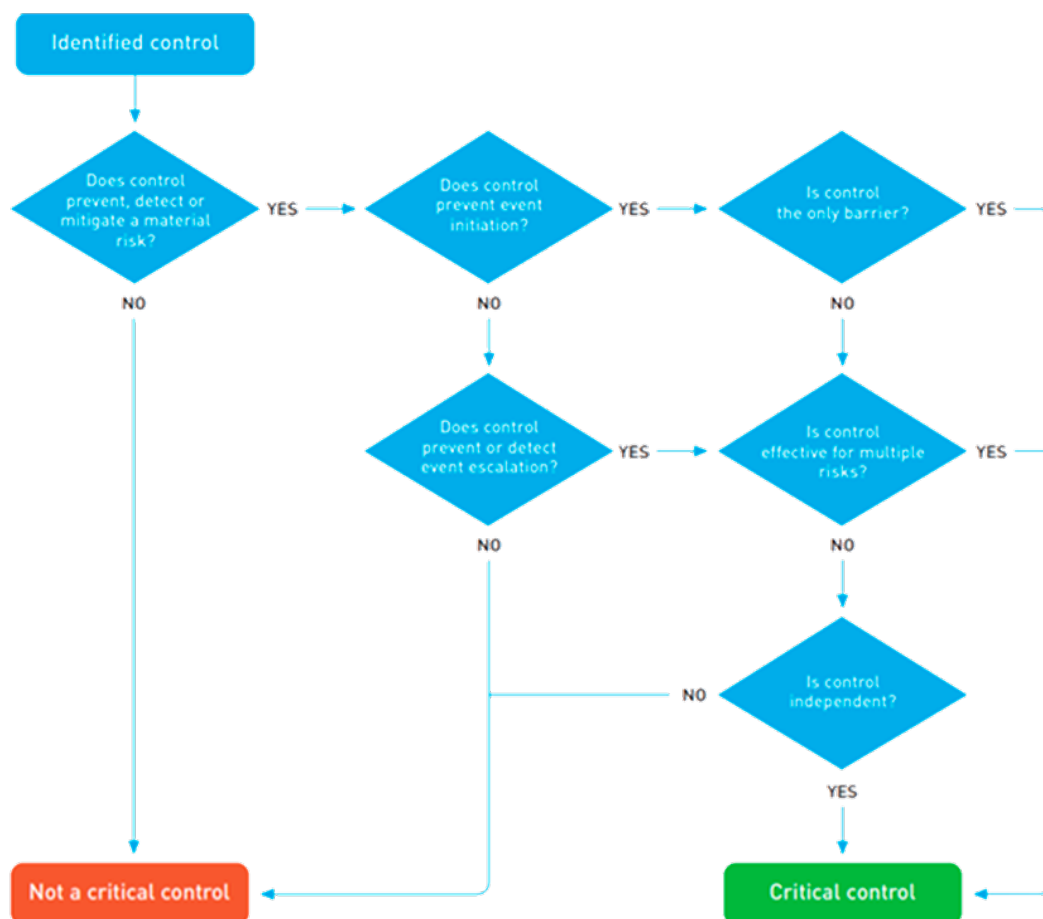 Identified control
Does control
prevent, detect or
mitigate a material
risk?
YES
Does control
prevent event
initiation?
YES
Is control
the only barrier?
YES
NO
NO
NO
Does control
prevent or detect
event escalation?
YES
Is control
effective for multiple
risks?
YES
NO
NO
Is control
independent?
NO
YES
Not a critical control
Critical control